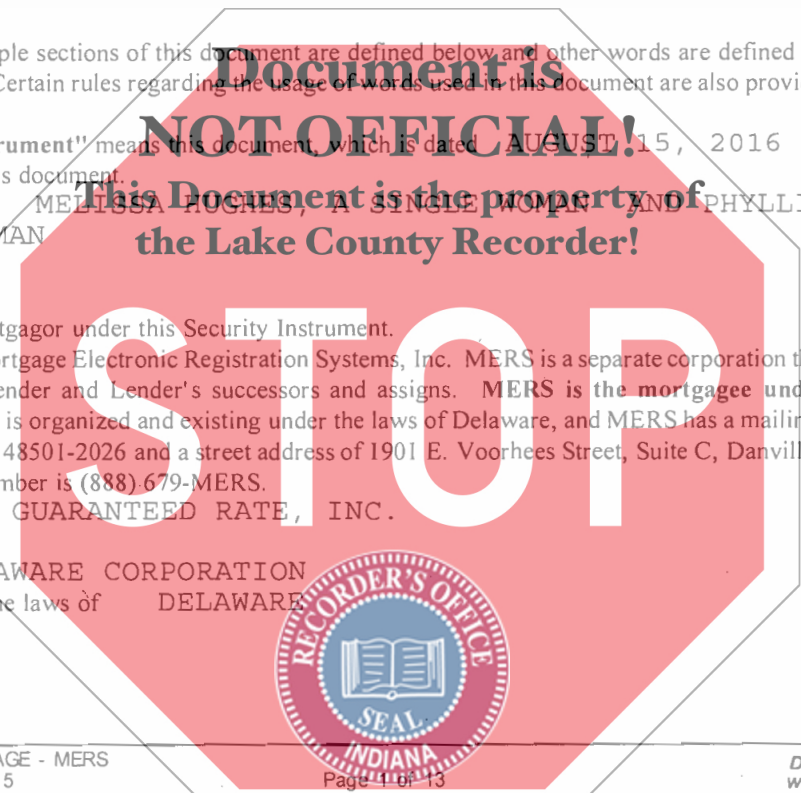 ple sections of this document are defined below and other words are defined
Certain rules regarding the usage of words used in this document are also provi
Document is
NOT OFFICIAL!
This Document is the property of
the Lake County Recorder!
rument" means this document, which is dated AUGUST 15, 2016
s document.
MELISSA HUGHES, A SINGLE WOMAN AND PHYLLI
MAN
STOP
tgagor under this Security Instrument.
rtgage Electronic Registration Systems, Inc. MERS is a separate corporation t
ender and Lender's successors and assigns. MERS is the mortgagee und
is organized and existing under the laws of Delaware, and MERS has a mailin
48501-2026 and a street address of 1901 E. Voorhees Street, Suite C, Danvill
mber is (888) 679-MERS.
GUARANTEED RATE, INC.
AWARE CORPORATION
he laws of DELAWARE
RECORDER'S OFFICE
SEAL
INDIANA
AGE - MERS
5
Page 1 of 13
D
w